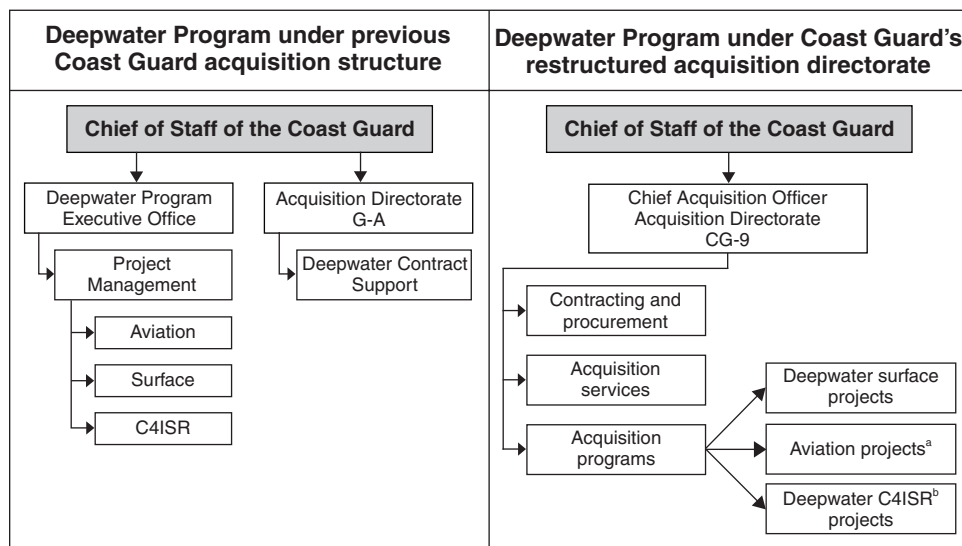 Deepwater Program under previous
Coast Guard acquisition structure
Chief of Staff of the Coast Guard
Deepwater Program
Executive Office
Acquisition Directorate
G-A
Project
Management
Deepwater Contract
Support
Aviation
Surface
C4ISR
Deepwater Program under Coast Guard's
restructured acquisition directorate
Chief of Staff of the Coast Guard
Chief Acquisition Officer
Acquisition Directorate
CG-9
Contracting and
procurement
Acquisition
services
Acquisition
programs
Deepwater surface
projects
Aviation projectsᵃ
Deepwater C4ISRᵇ
projects